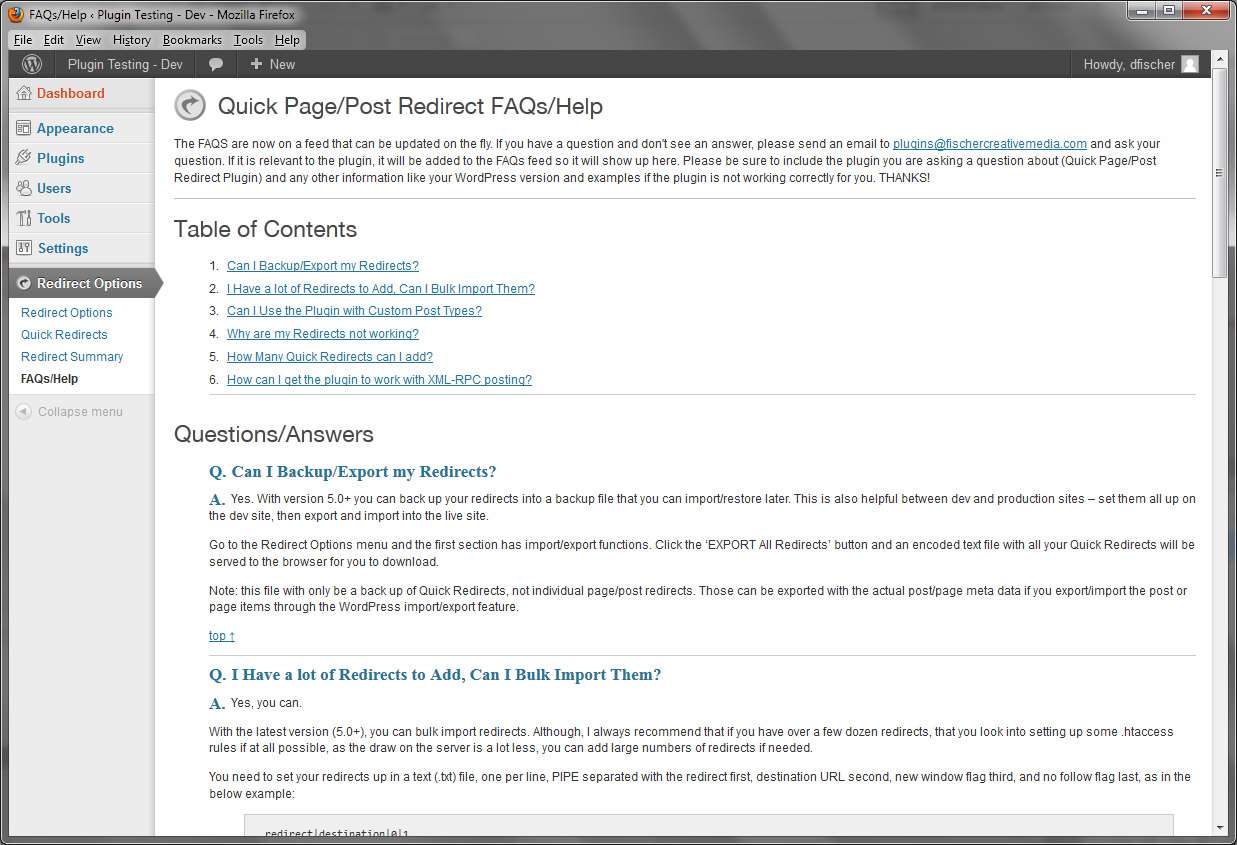 FAQs/Help ‹ Plugin Testing - Dev - Mozilla Firefox
File Edit View History Bookmarks Tools Help
Plugin Testing - Dev New Howdy, dfischer
Dashboard
Appearance
Plugins
Users
Tools
Settings
Redirect Options
Redirect Options
Quick Redirects
Redirect Summary
FAQs/Help
Collapse menu
Quick Page/Post Redirect FAQs/Help
The FAQS are now on a feed that can be updated on the fly. If you have a question and don't see an answer, please send an email to plugins@fischercreativemedia.com and ask your
question. If it is relevant to the plugin, it will be added to the FAQs feed so it will show up here. Please be sure to include the plugin you are asking a question about (Quick Page/Post
Redirect Plugin) and any other information like your WordPress version and examples if the plugin is not working correctly for you. THANKS!
Table of Contents
1. Can I Backup/Export my Redirects?
2. I Have a lot of Redirects to Add, Can I Bulk Import Them?
3. Can I Use the Plugin with Custom Post Types?
4. Why are my Redirects not working?
5. How Many Quick Redirects can I add?
6. How can I get the plugin to work with XML-RPC posting?
Questions/Answers
Q. Can I Backup/Export my Redirects?
A. Yes. With version 5.0+ you can back up your redirects into a backup file that you can import/restore later. This is also helpful between dev and production sites – set them all up on
the dev site, then export and import into the live site.
Go to the Redirect Options menu and the first section has import/export functions. Click the ‘EXPORT All Redirects’ button and an encoded text file with all your Quick Redirects will be
served to the browser for you to download.
Note: this file with only be a back up of Quick Redirects, not individual page/post redirects. Those can be exported with the actual post/page meta data if you export/import the post or
page items through the WordPress import/export feature.
top ↑
Q. I Have a lot of Redirects to Add, Can I Bulk Import Them?
A. Yes, you can.
With the latest version (5.0+), you can bulk import redirects. Although, I always recommend that if you have over a few dozen redirects, that you look into setting up some .htaccess
rules if at all possible, as the draw on the server is a lot less, you can add large numbers of redirects if needed.
You need to set your redirects up in a text (.txt) file, one per line, PIPE separated with the redirect first, destination URL second, new window flag third, and no follow flag last, as in the
below example:
redirect|destination|0|1